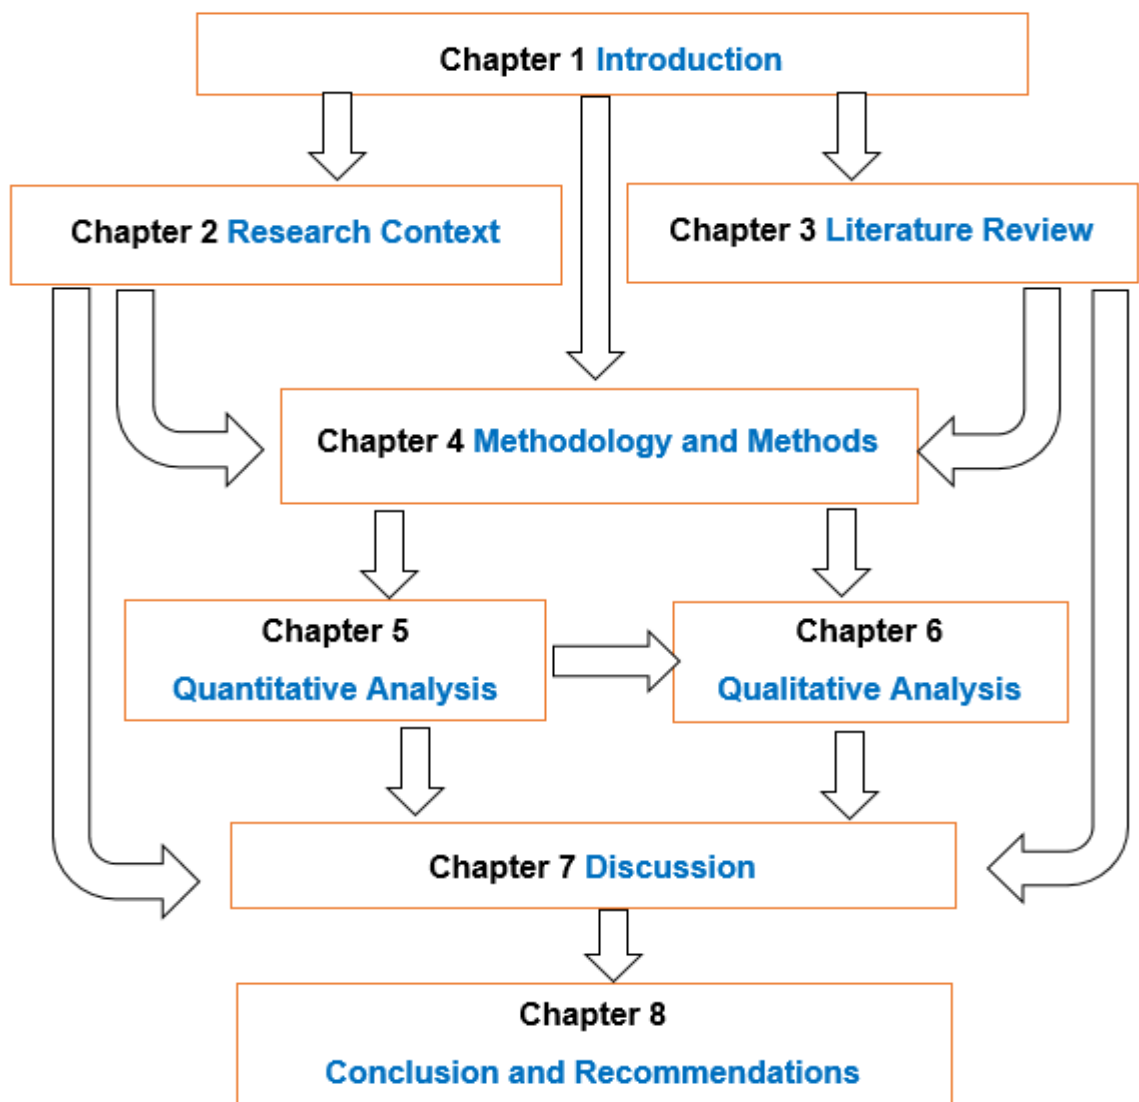 Chapter 1 Introduction
Chapter 2 Research Context
Chapter 3 Literature Review
Chapter 4 Methodology and Methods
Chapter 5
Quantitative Analysis
Chapter 6
Qualitative Analysis
Chapter 7 Discussion
Chapter 8
Conclusion and Recommendations